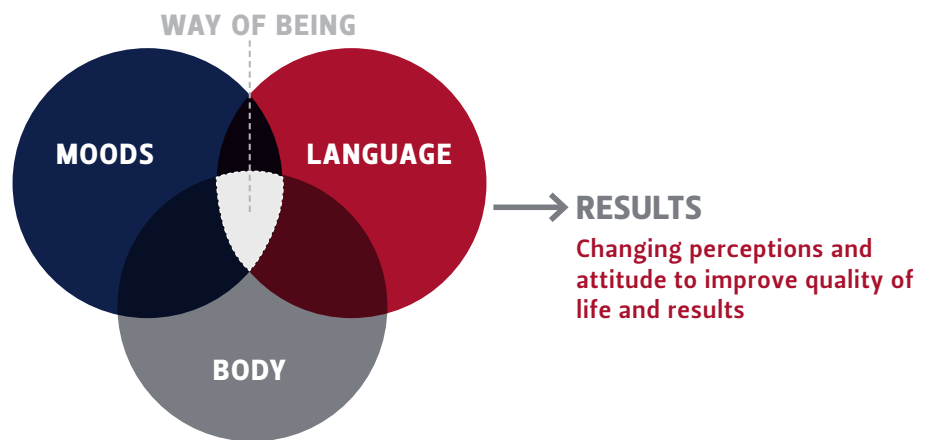 WAY OF BEING
MOODS
LANGUAGE
RESULTS
Changing perceptions and
attitude to improve quality of
life and results
BODY